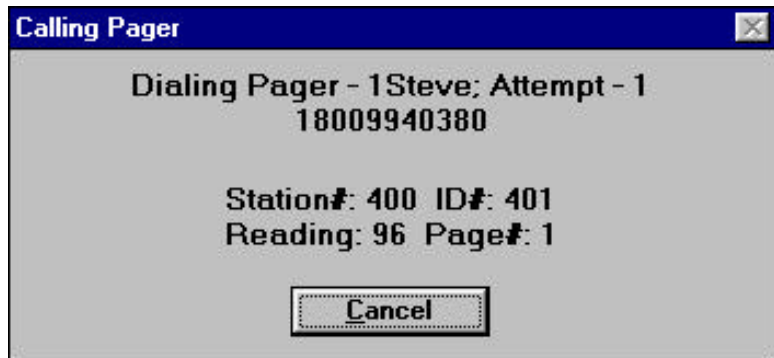 Calling Pager
Dialing Pager - 1Steve; Attempt - 1
18009940380
Station#: 400 ID#: 401
Reading: 96 Page#: 1
Cancel